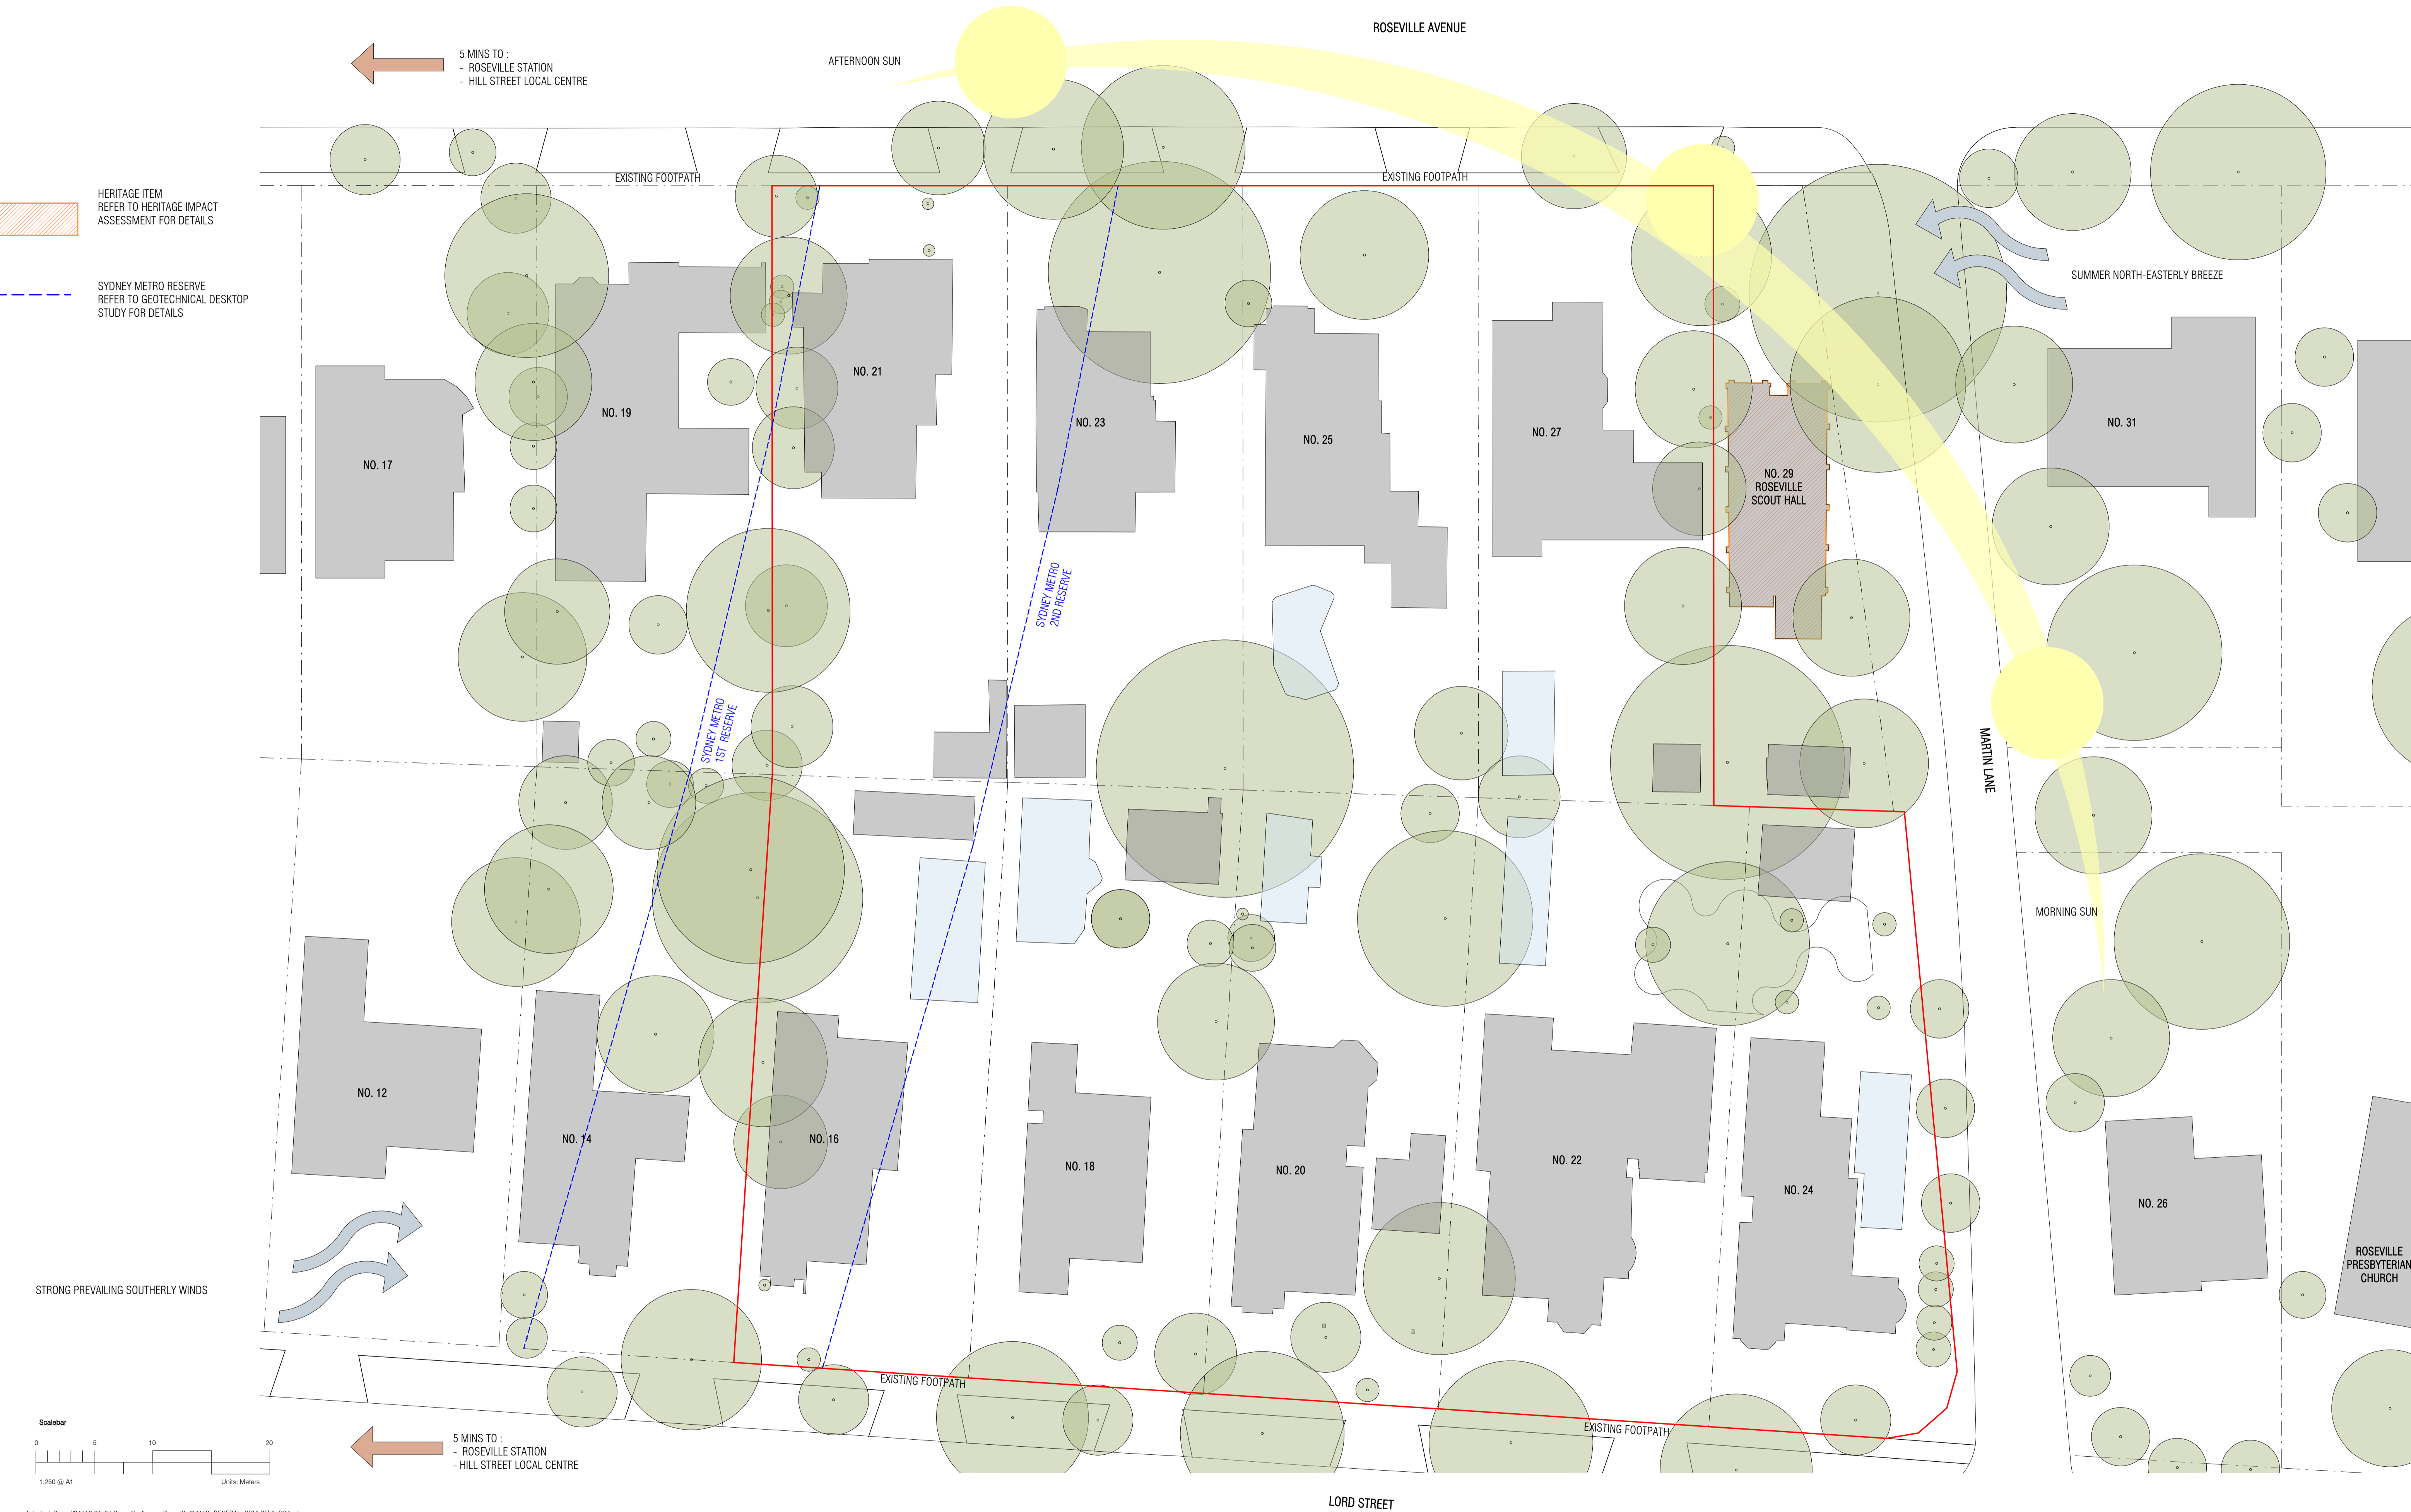 ROSEVILLE AVENUE
5 MINS TO :
- ROSEVILLE STATION
- HILL STREET LOCAL CENTRE
AFTERNOON SUN
EXISTING FOOTPATH
EXISTING FOOTPATH
HERITAGE ITEM
REFER TO HERITAGE IMPACT
ASSESSMENT FOR DETAILS
SYDNEY METRO RESERVE
REFER TO GEOTECHNICAL DESKTOP
STUDY FOR DETAILS
SUMMER NORTH-EASTERLY BREEZE
NO. 17
NO. 19
NO. 21
NO. 23
NO. 25
NO. 27
NO. 29
ROSEVILLE
SCOUT HALL
NO. 31
SYDNEY METRO
1ST RESERVE
SYDNEY METRO
2ND RESERVE
MARTIN LANE
MORNING SUN
NO. 12
NO. 14
NO. 16
NO. 18
NO. 20
NO. 22
NO. 24
NO. 26
ROSEVILLE
PRESBYTERIAN
CHURCH
STRONG PREVAILING SOUTHERLY WINDS
EXISTING FOOTPATH
EXISTING FOOTPATH
Scalebar
0 5 10 20
1:250 @ A1 Units: Meters
5 MINS TO :
- ROSEVILLE STATION
- HILL STREET LOCAL CENTRE
LORD STREET